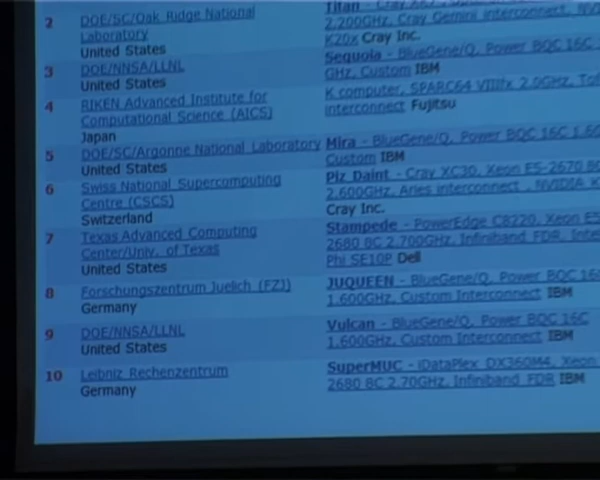 2 DOE/SC/Oak Ridge National Titan - Cray XK7,
Laboratory 2.200GHz, Cray Gemini interconnect, NV
United States K20x Cray Inc.
3 DOE/NNSA/LLNL Sequoia - BlueGene/Q, Power BQC 16C
United States GHz, Custom IBM
4 RIKEN Advanced Institute for K computer, SPARC64 VIIIfx 2.0GHz, Tof
Computational Science (AICS) interconnect Fujitsu
Japan
5 DOE/SC/Argonne National Laboratory Mira - BlueGene/Q, Power BQC 16C 1.60
United States Custom IBM
6 Swiss National Supercomputing Piz Daint - Cray XC30, Xeon E5-2670 8C
Centre (CSCS) 2.600GHz, Aries interconnect , NVIDIA K
Switzerland Cray Inc.
7 Texas Advanced Computing Stampede - PowerEdge C8220, Xeon E5
Center/Univ. of Texas 2680 8C 2.700GHz, Infiniband FDR, Inte
United States Phi SE10P Dell
8 Forschungszentrum Juelich (FZJ) JUQUEEN - BlueGene/Q, Power BQC 16C
Germany 1.600GHz, Custom Interconnect IBM
9 DOE/NNSA/LLNL Vulcan - BlueGene/Q, Power BQC 16C
United States 1.600GHz, Custom Interconnect IBM
10 Leibniz Rechenzentrum SuperMUC - iDataPlex DX360M4, Xeon
Germany 2680 8C 2.70GHz, Infiniband FDR IBM